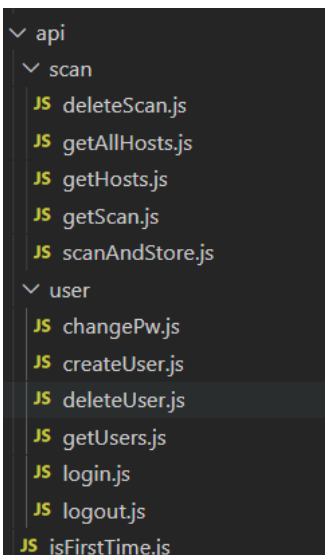 api
scan
JS deleteScan.js
JS getAllHosts.js
JS getHosts.js
JS getScan.js
JS scanAndStore.js
user
JS changePw.js
JS createUser.js
JS deleteUser.js
JS getUsers.js
JS login.js
JS logout.js
JS isFirstTime.js